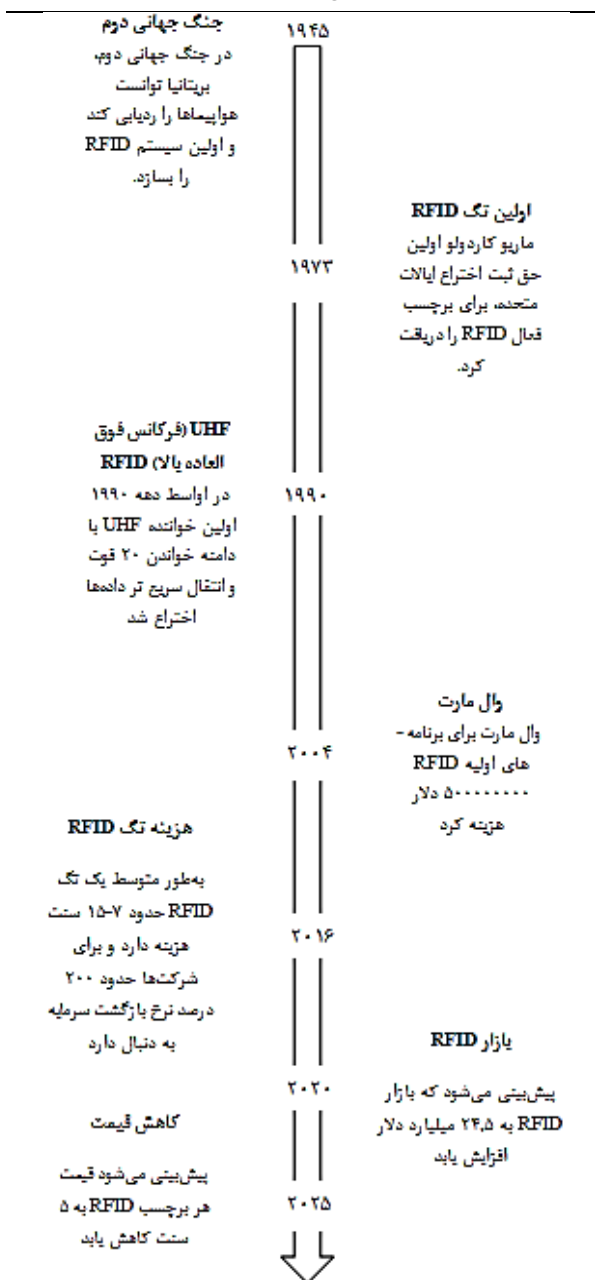 ۱۹۴۵
جنگ جهانی دوم
در جنگ جهانی دوم،
بریتانیا توانست
هواپیماها را ردیابی کند
و اولین سیستم RFID
را بسازد.
اولین تگ RFID
ماریو کاردولو اولین
حق ثبت اختراع ایالات
متحده، برای برچسب
فعال RFID را دریافت
کرد.
۱۹۷۳
UHF (فرکانس فوق
العاده بالا) RFID
در اواسط دهه ۱۹۹۰
اولین خواننده UHF با
دامنه خواندن ۲۰ فوت
و انتقال سریع تر داده‌ها
اختراع شد
۱۹۹۰
وال مارت
وال مارت برای برنامه-
های اولیه RFID
۵۰۰۰۰۰۰۰۰ دلار
هزینه کرد
۲۰۰۴
هزینه تگ RFID
به‌طور متوسط یک تگ
RFID حدود ۷-۱۵ سنت
هزینه دارد و برای
شرکت‌ها حدود ۲۰۰
درصد نرخ بازگشت سرمایه
به دنبال دارد
۲۰۱۶
بازار RFID
پیش‌بینی می‌شود که بازار
RFID به ۲۴,۵ میلیارد دلار
افزایش یابد
۲۰۲۰
کاهش قیمت
پیش‌بینی می‌شود قیمت
هر برچسب RFID به ۵
سنت کاهش یابد
۲۰۲۵